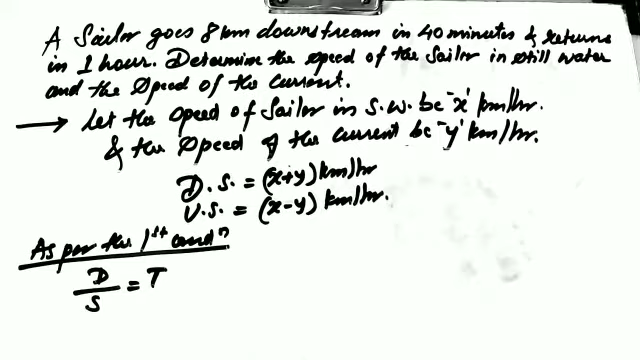 A Sailor goes 8 km downstream in 40 minutes & returns
in 1 hour. Determine the speed of the Sailor in still water
and the speed of the current.
→ Let the speed of Sailor in S.W. be 'x' km/hr.
& the speed of the current be 'y' km/hr.
D.S. = (x+y) km/hr
U.S. = (x-y) km/hr.
As per the 1st condn
D/S = T